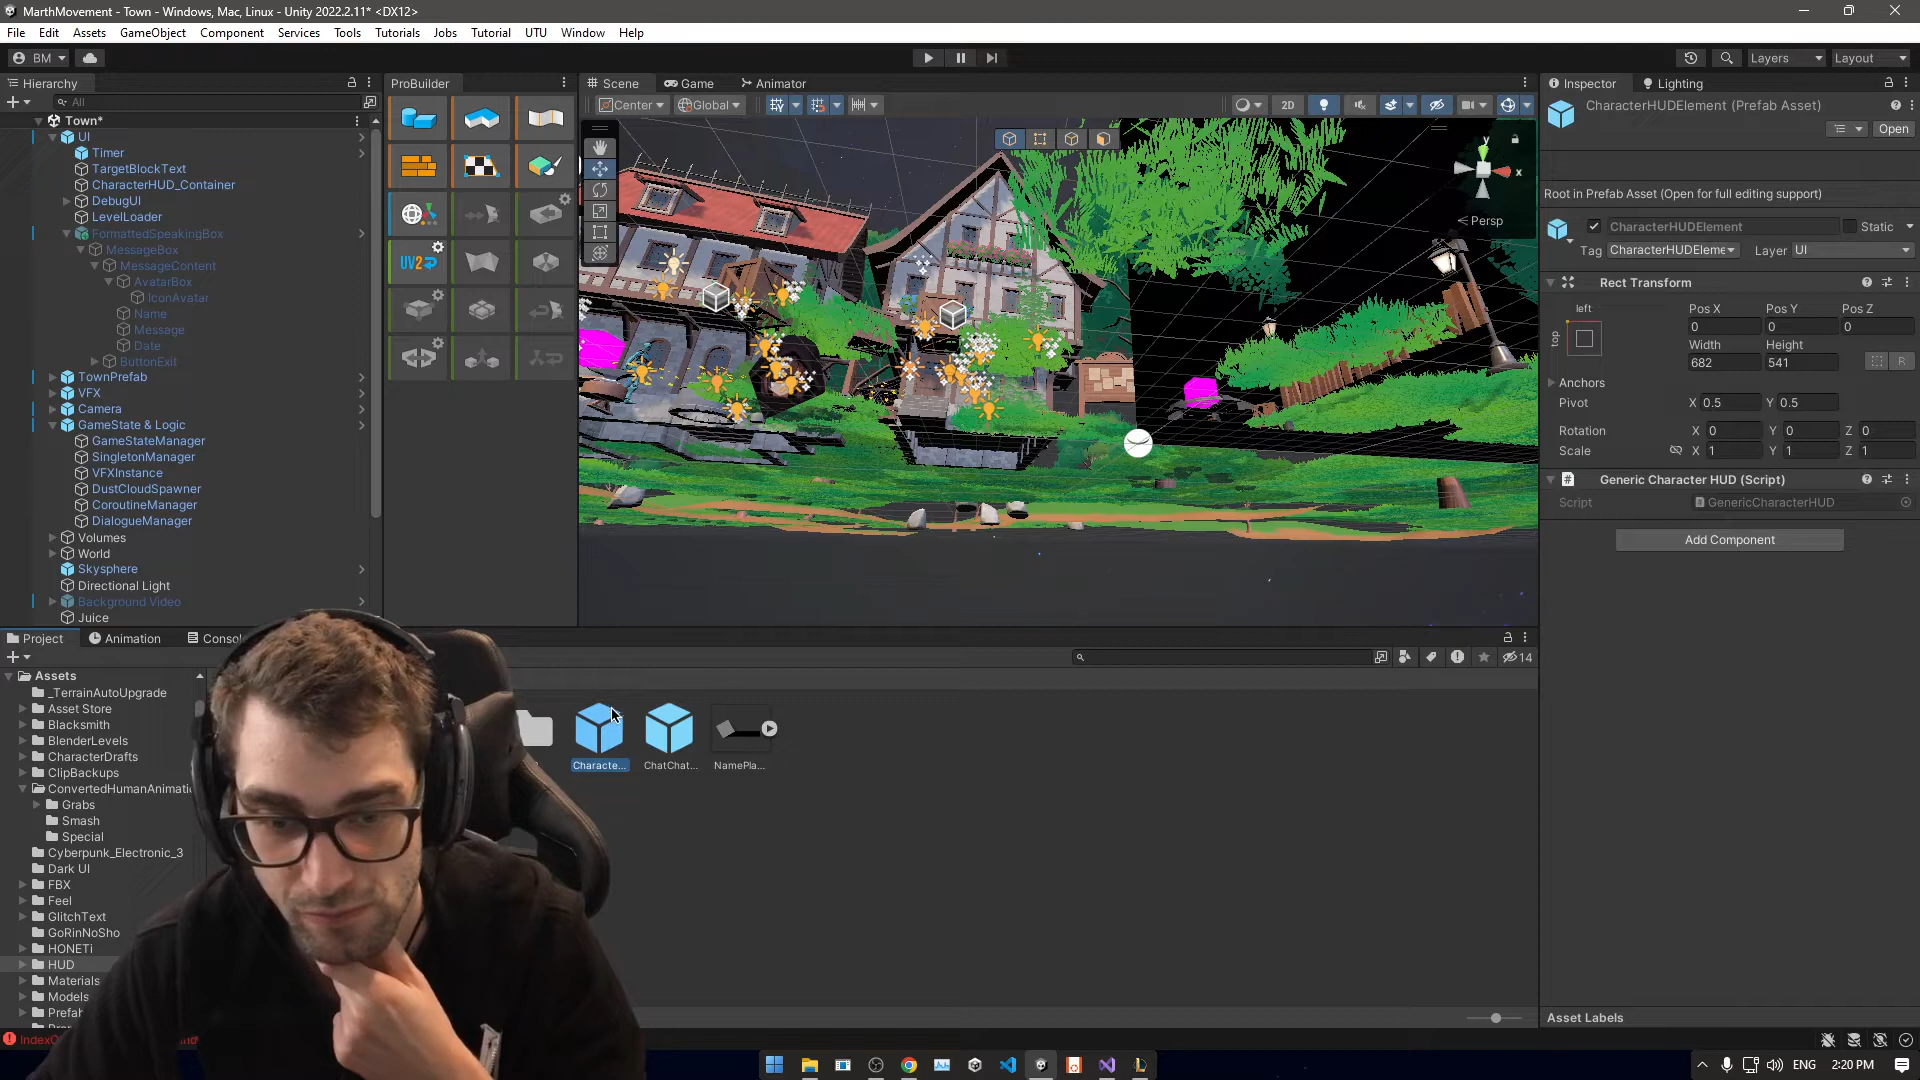 MarthMovement - Town - Windows, Mac, Linux - Unity 2022.2.11* <DX12>
File Edit Assets GameObject Component Services Tools Tutorials Jobs Tutorial UTU Window Help
BM
Layers
Layout
Hierarchy
All
Town*
UI
Timer
TargetBlockText
CharacterHUD_Container
DebugUI
LevelLoader
FormattedSpeakingBox
MessageBox
MessageContent
AvatarBox
IconAvatar
Name
Message
Date
ButtonExit
TownPrefab
VFX
Camera
GameState & Logic
GameStateManager
SingletonManager
VFXInstance
DustCloudSpawner
CoroutineManager
DialogueManager
Volumes
World
Skysphere
Directional Light
Background Video
Juice
ProBuilder
UV2
Scene Game Animator
Center Global
2D
y
x
Persp
Inspector Lighting
CharacterHUDElement (Prefab Asset)
Open
Root in Prefab Asset (Open for full editing support)
CharacterHUDElement Static
Tag CharacterHUDEleme Layer UI
Rect Transform
left
top
Pos X Pos Y Pos Z
0 0 0
Width Height
682 541
R
Anchors
Pivot X 0.5 Y 0.5
Rotation X 0 Y 0 Z 0
Scale X 1 Y 1 Z 1
Generic Character HUD (Script)
Script GenericCharacterHUD
Add Component
Asset Labels
Project Animation Consol
14
Assets
_TerrainAutoUpgrade
Asset Store
Blacksmith
BlenderLevels
CharacterDrafts
ClipBackups
ConvertedHumanAnimati
Grabs
Smash
Special
Cyberpunk_Electronic_3
Dark UI
FBX
Feel
GlitchText
GoRinNoSho
HONETi
HUD
Materials
Models
Prefab
Characte...
ChatChat...
NamePla...
ENG 2:20 PM